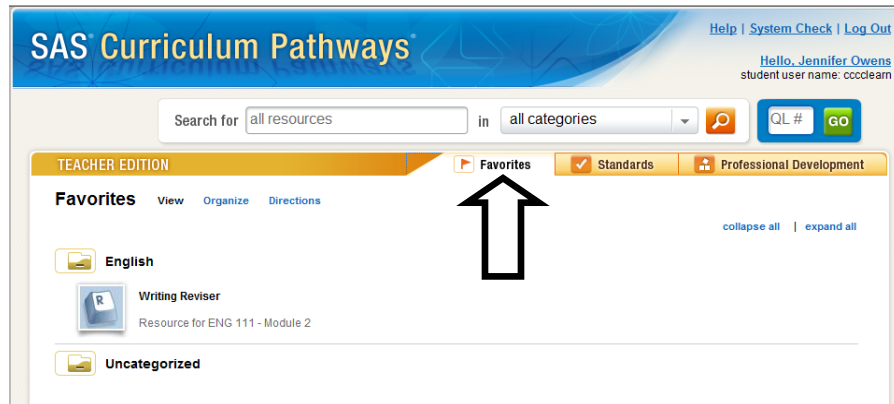 SAS® Curriculum Pathways®
Help | System Check | Log Out
Hello, Jennifer Owens
student user name: cccclearn
Search for all resources in all categories QL # GO
TEACHER EDITION Favorites Standards Professional Development
Favorites View Organize Directions
collapse all | expand all
English
R
Writing Reviser
Resource for ENG 111 - Module 2
Uncategorized